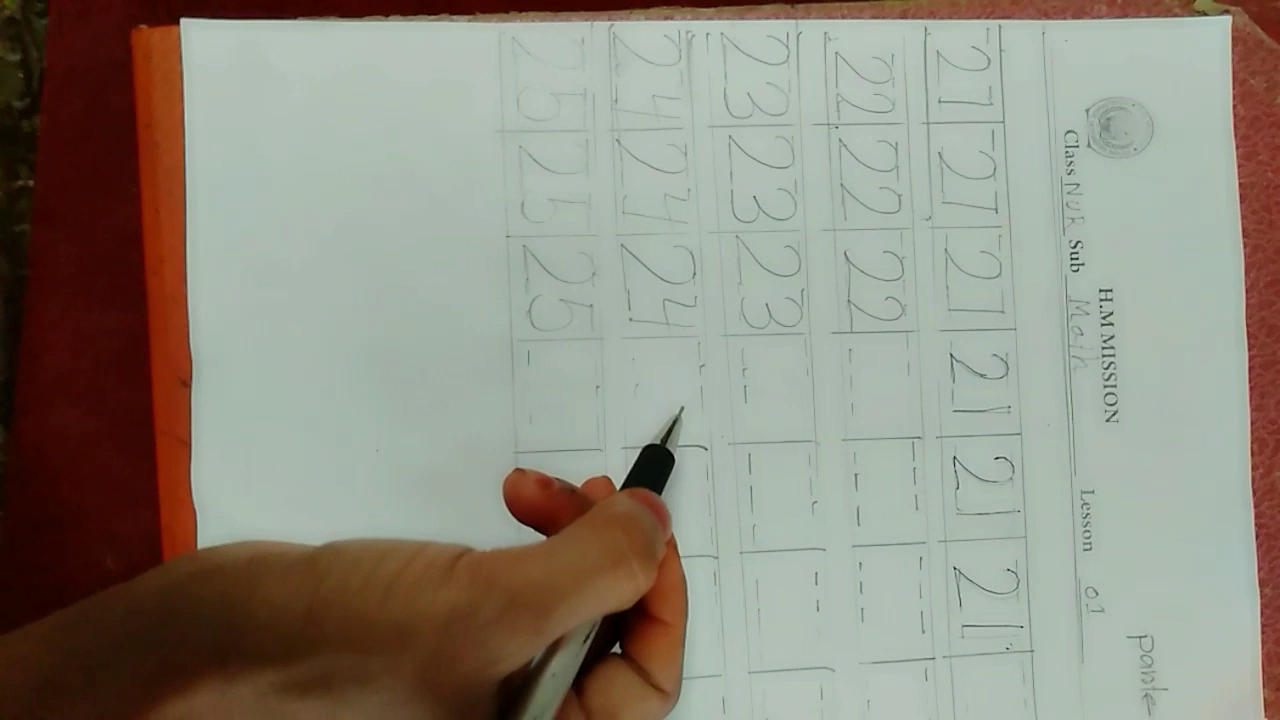 pante
H.M MISSION
Class NUR Sub Math Lesson 01
21 21 21 21 21 21
22 22 22
23 23 23
24 24 24
25 25 25